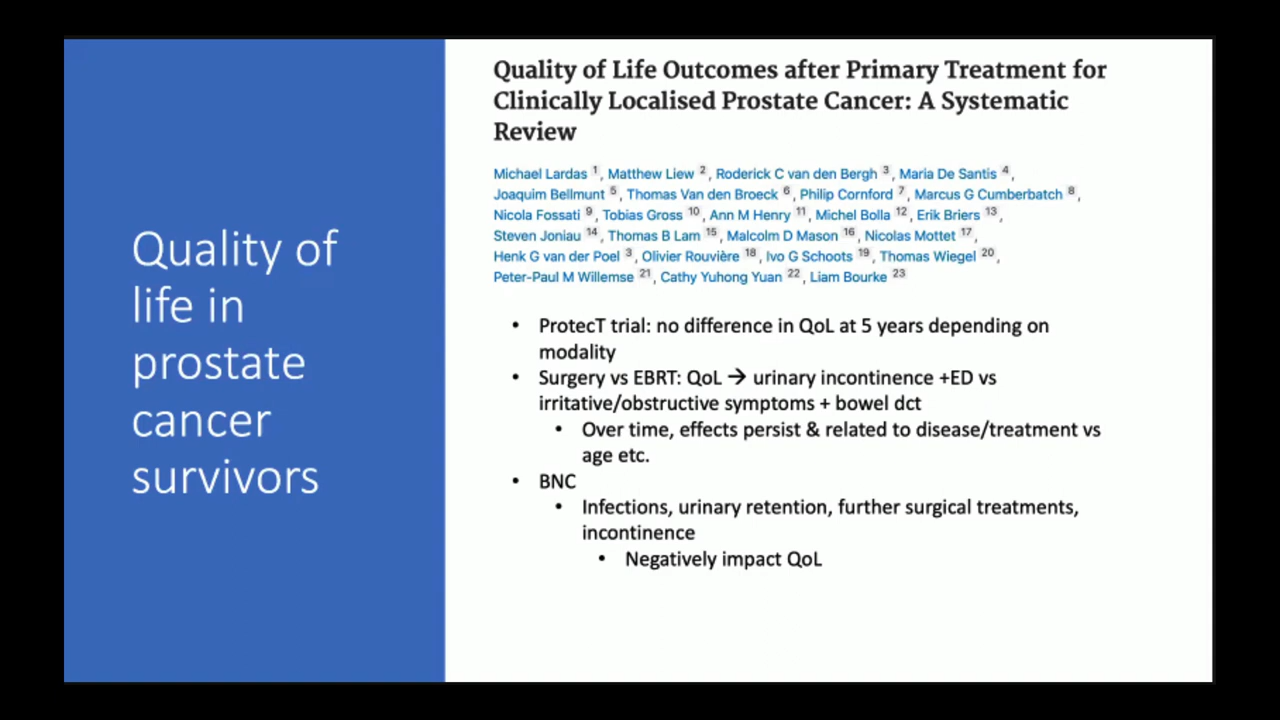 Quality of
life in
prostate
cancer
survivors
Quality of Life Outcomes after Primary Treatment for
Clinically Localised Prostate Cancer: A Systematic
Review
Michael Lardas 1, Matthew Liew 2, Roderick C van den Bergh 3, Maria De Santis 4,
Joaquim Bellmunt 5, Thomas Van den Broeck 6, Philip Cornford 7, Marcus G Cumberbatch 8,
Nicola Fossati 9, Tobias Gross 10, Ann M Henry 11, Michel Bolla 12, Erik Briers 13,
Steven Joniau 14, Thomas B Lam 15, Malcolm D Mason 16, Nicolas Mottet 17,
Henk G van der Poel 3, Olivier Rouvière 18, Ivo G Schoots 19, Thomas Wiegel 20,
Peter-Paul M Willemse 21, Cathy Yuhong Yuan 22, Liam Bourke 23
• ProtecT trial: no difference in QoL at 5 years depending on
modality
• Surgery vs EBRT: QoL → urinary incontinence +ED vs
irritative/obstructive symptoms + bowel dct
• Over time, effects persist & related to disease/treatment vs
age etc.
• BNC
• Infections, urinary retention, further surgical treatments,
incontinence
• Negatively impact QoL